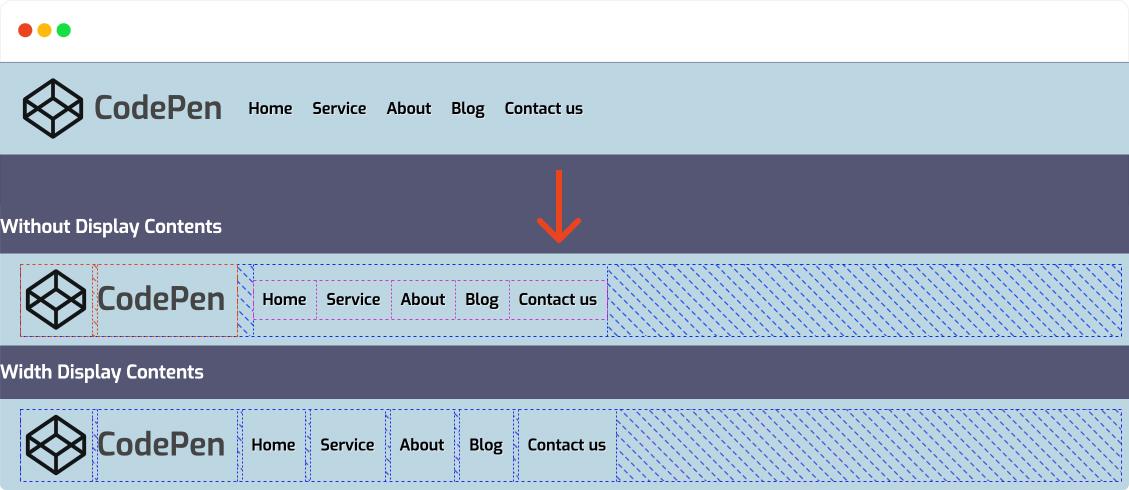 CodePen Home Service About Blog Contact us
Without Display Contents
CodePen Home Service About Blog Contact us
Width Display Contents
CodePen Home Service About Blog Contact us